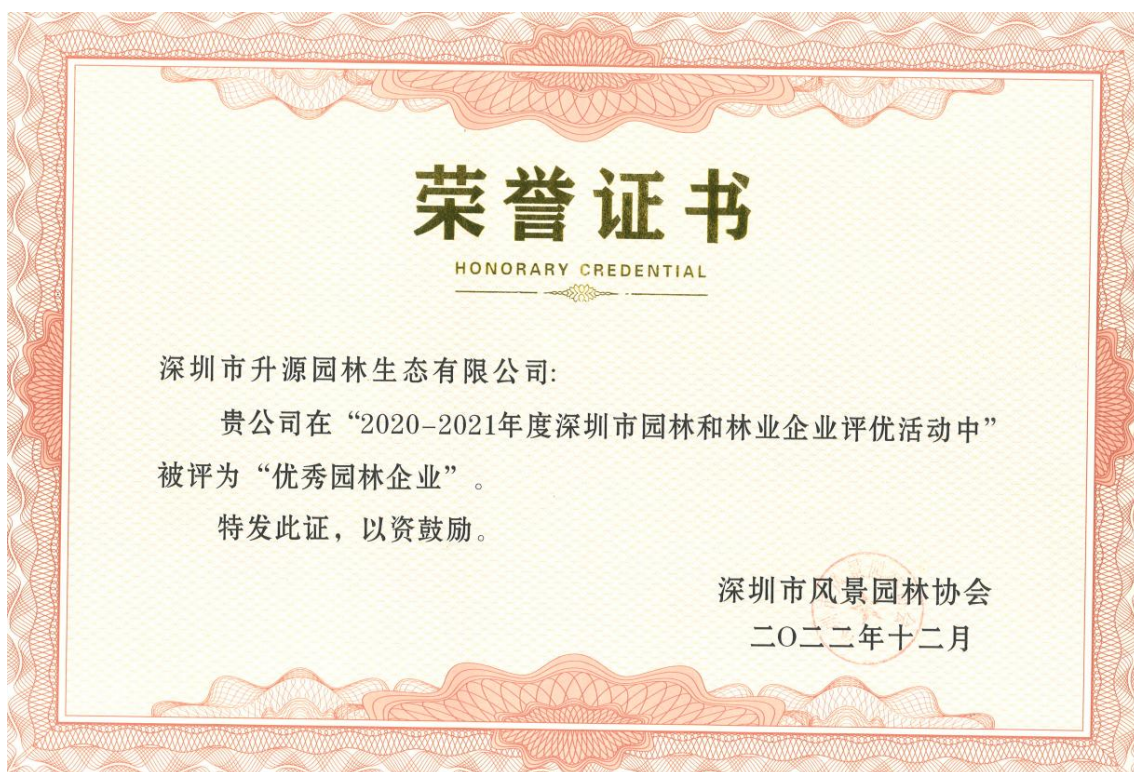 荣誉证书
HONORARY CREDENTIAL
深圳市升源园林生态有限公司:
贵公司在“2020-2021年度深圳市园林和林业企业评优活动中”
被评为“优秀园林企业”。
特发此证，以资鼓励。
深圳市风景园林协会
二〇二二年十二月